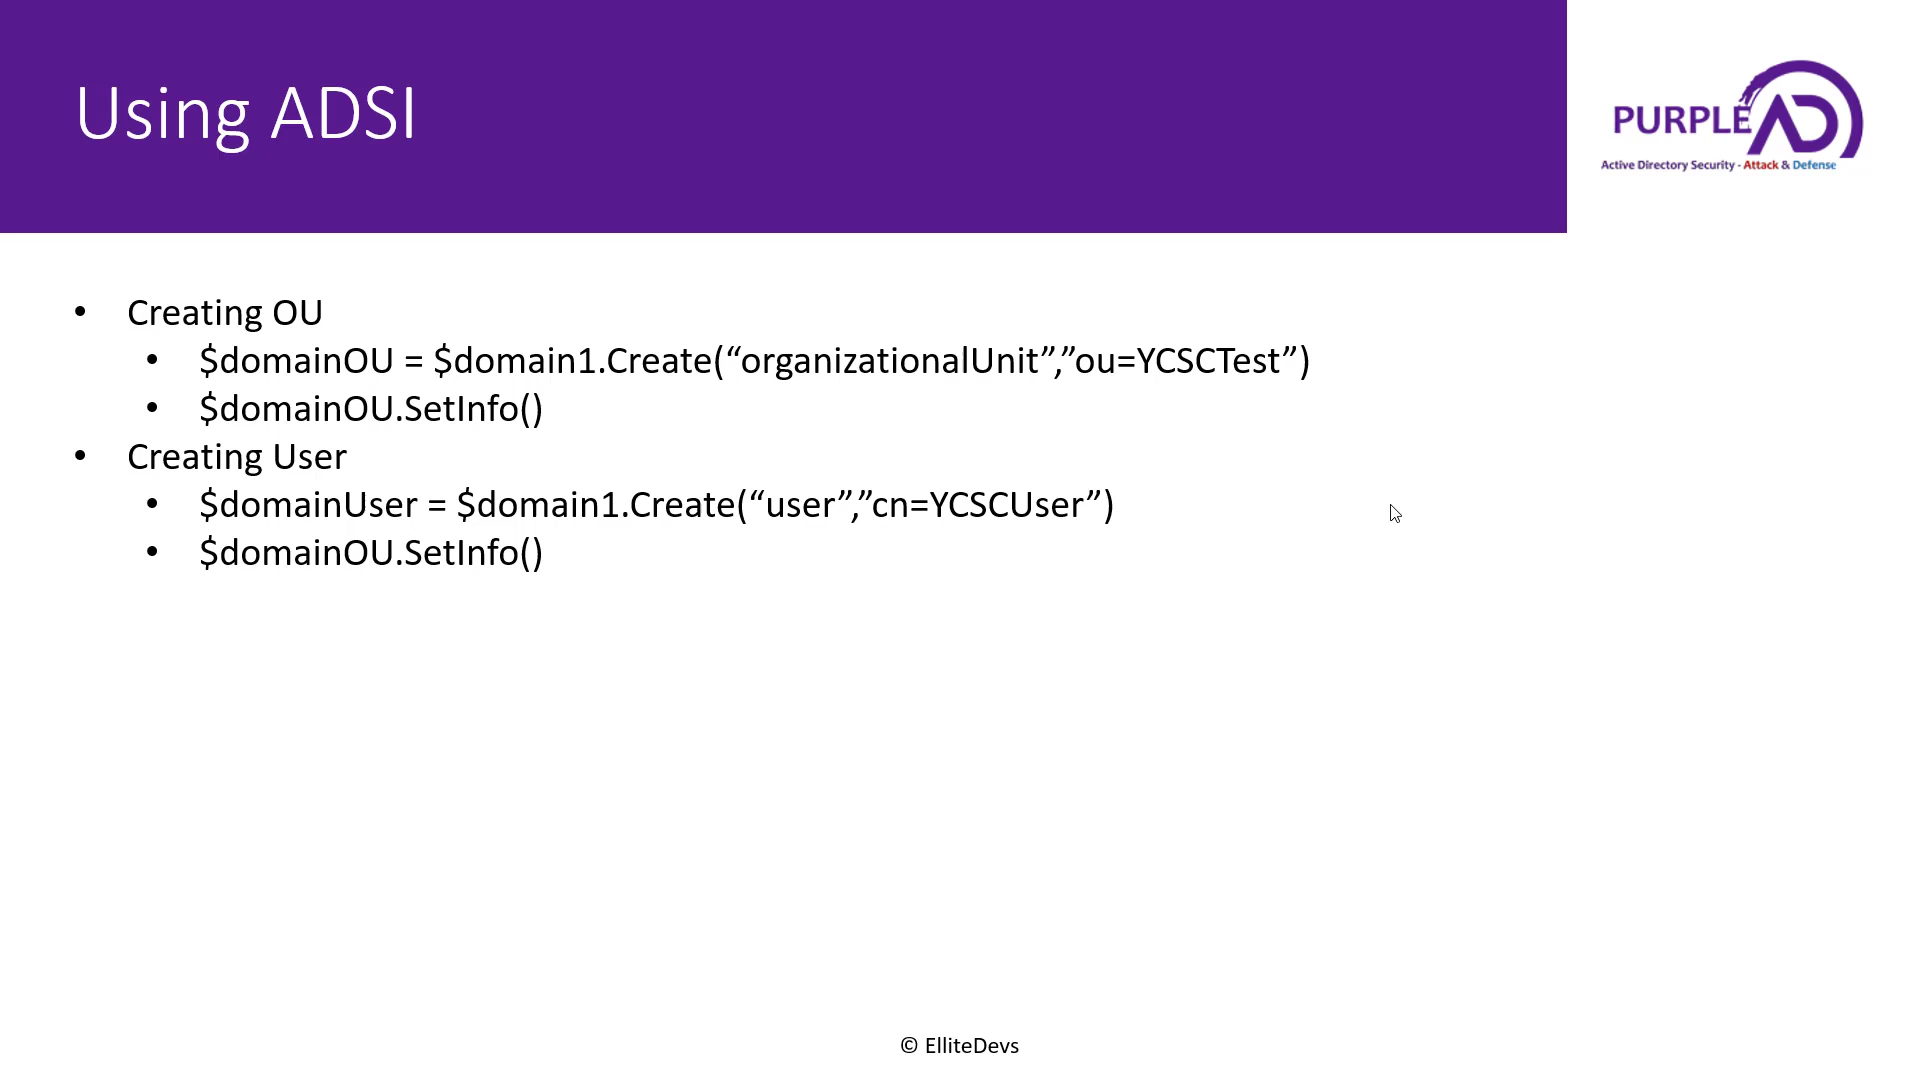 Using ADSI
PURPLE AD
Active Directory Security - Attack & Defense
• Creating OU
• $domainOU = $domain1.Create(“organizationalUnit”,”ou=YCSCTest”)
• $domainOU.SetInfo()
• Creating User
• $domainUser = $domain1.Create(“user”,”cn=YCSCUser”)
• $domainOU.SetInfo()
© ElliteDevs